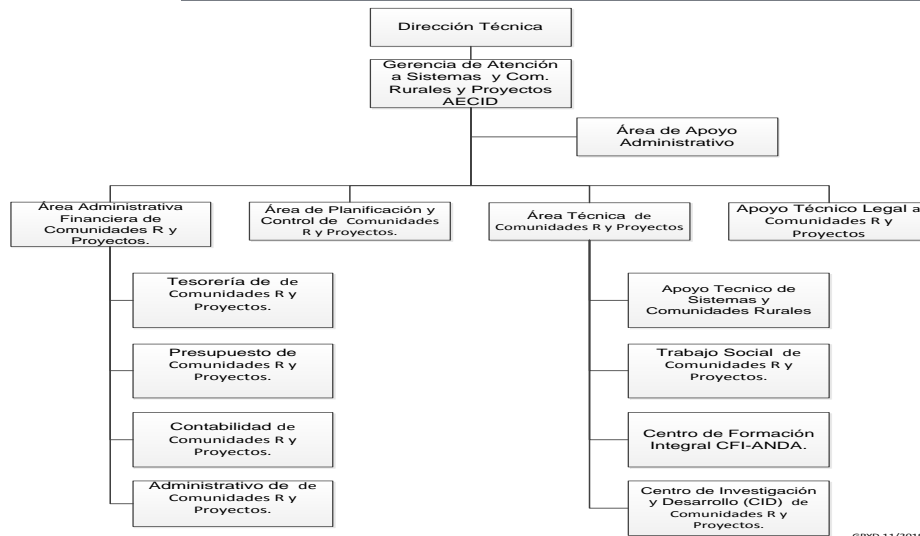 Dirección Técnica
Gerencia de Atención
a Sistemas y Com.
Rurales y Proyectos
AECID
Área de Apoyo
Administrativo
Área Administrativa
Financiera de
Comunidades R y
Proyectos.
Área de Planificación y
Control de Comunidades
R y Proyectos.
Área Técnica de
Comunidades R y Proyectos
Apoyo Técnico Legal a
Comunidades R y
Proyectos
Tesorería de de
Comunidades R y
Proyectos.
Presupuesto de
Comunidades R y
Proyectos.
Contabilidad de
Comunidades R y
Proyectos.
Administrativo de de
Comunidades R y
Proyectos.
Apoyo Tecnico de
Sistemas y
Comunidades Rurales
Trabajo Social de
Comunidades R y
Proyectos.
Centro de Formación
Integral CFI-ANDA.
Centro de Investigación
y Desarrollo (CID) de
Comunidades R y
Proyectos.